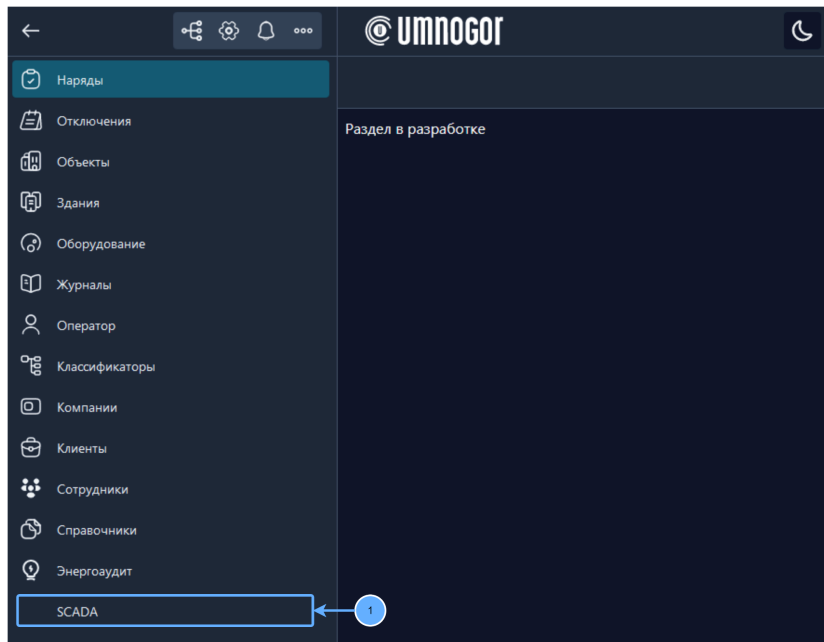 UMNOGOR
Наряды
Отключения
Раздел в разработке
Объекты
Здания
Оборудование
Журналы
Оператор
Классификаторы
Компании
Клиенты
Сотрудники
Справочники
Энергоаудит
SCADA
1